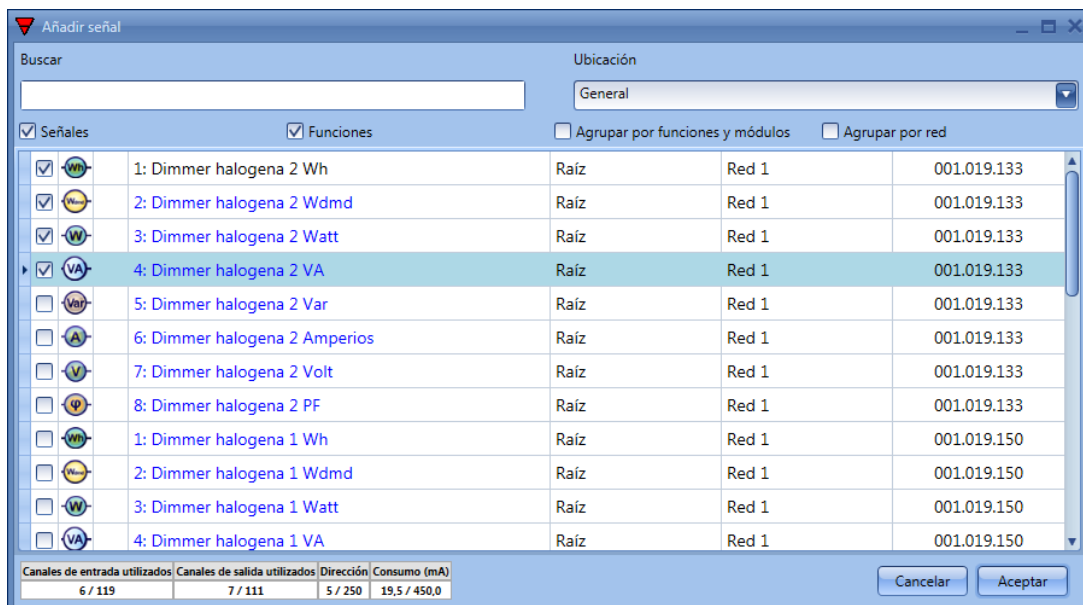 Añadir señal
Buscar Ubicación
General
Señales Funciones Agrupar por funciones y módulos Agrupar por red
Wh 1: Dimmer halogena 2 Wh Raíz Red 1 001.019.133
2: Dimmer halogena 2 Wdmd Raíz Red 1 001.019.133
W 3: Dimmer halogena 2 Watt Raíz Red 1 001.019.133
VA 4: Dimmer halogena 2 VA Raíz Red 1 001.019.133
Var 5: Dimmer halogena 2 Var Raíz Red 1 001.019.133
A 6: Dimmer halogena 2 Amperios Raíz Red 1 001.019.133
V 7: Dimmer halogena 2 Volt Raíz Red 1 001.019.133
φ 8: Dimmer halogena 2 PF Raíz Red 1 001.019.133
Wh 1: Dimmer halogena 1 Wh Raíz Red 1 001.019.150
2: Dimmer halogena 1 Wdmd Raíz Red 1 001.019.150
W 3: Dimmer halogena 1 Watt Raíz Red 1 001.019.150
VA 4: Dimmer halogena 1 VA Raíz Red 1 001.019.150
Canales de entrada utilizados Canales de salida utilizados Dirección Consumo (mA)
6 / 119 7 / 111 5 / 250 19,5 / 450,0
Cancelar Aceptar